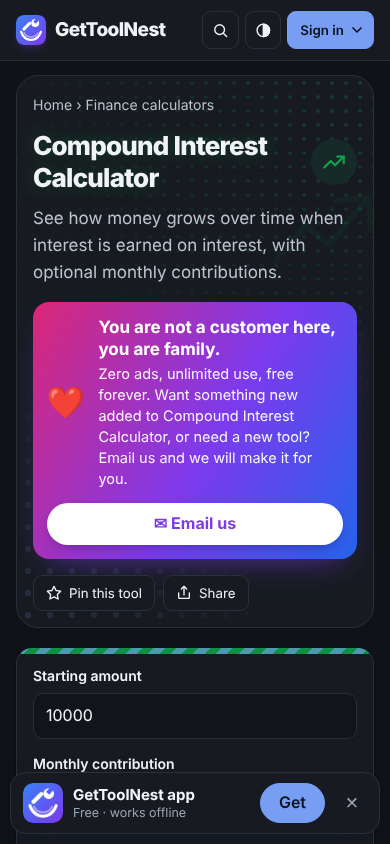 GetToolNest
Sign in
Home › Finance calculators
Compound Interest
Calculator
See how money grows over time when
interest is earned on interest, with
optional monthly contributions.
You are not a customer here,
you are family.
Zero ads, unlimited use, free
forever. Want something new
added to Compound Interest
Calculator, or need a new tool?
Email us and we will make it for
you.
✉ Email us
Pin this tool
Share
Starting amount
10000
Monthly contribution
GetToolNest app
Free · works offline
Get
✕